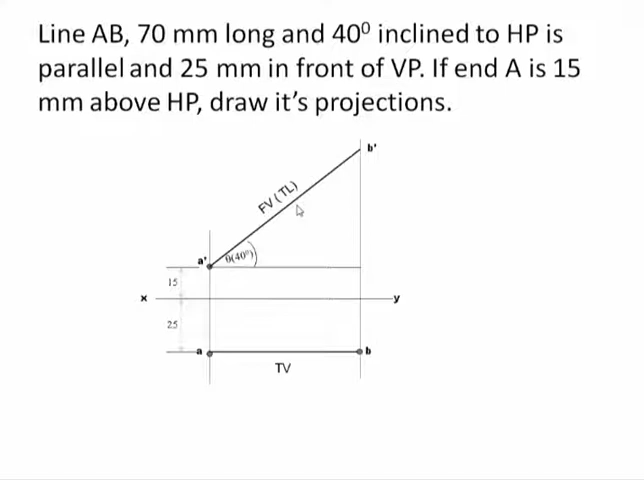 Line AB, 70 mm long and 40⁰ inclined to HP is
parallel and 25 mm in front of VP. If end A is 15
mm above HP, draw it's projections.
b'
FV (TL)
a'
θ(40°)
15
x
y
25
a
b
TV